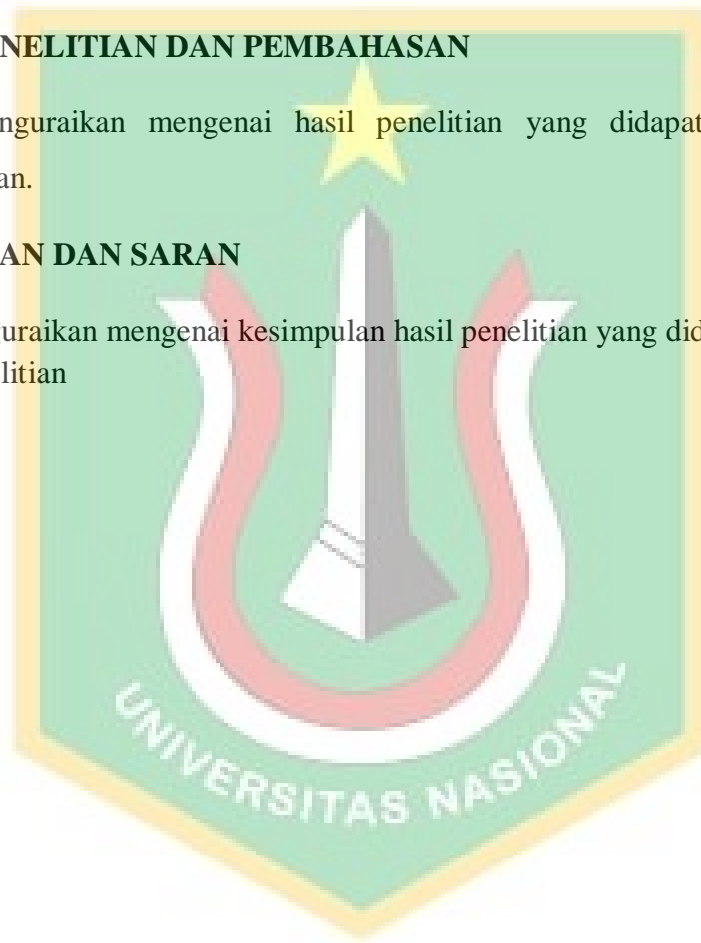 NELITIAN DAN PEMBAHASAN
nguraikan mengenai hasil penelitian yang didapat
an.
AN DAN SARAN
guraikan mengenai kesimpulan hasil penelitian yang did
litian
UNIVERSITAS NASIONAL